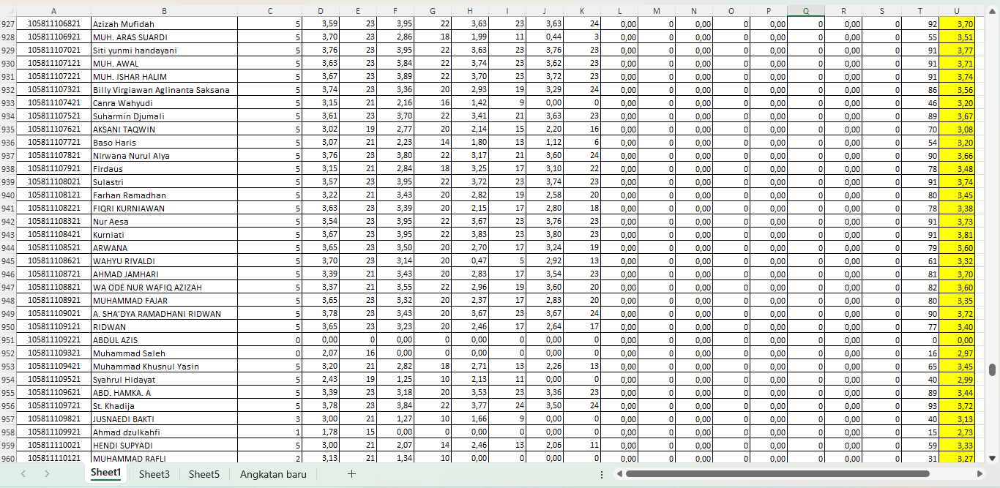 A B C D E F G H I J K L M N O P Q R S T U
927 105811106821 Azizah Mufidah 5 3,59 23 3,95 22 3,63 23 3,63 24 0,00 0 0,00 0 0,00 0 0,00 0 92 3,70
928 105811106921 MUH. ARAS SUARDI 5 3,70 23 2,86 18 1,99 11 0,44 3 0,00 0 0,00 0 0,00 0 0,00 0 55 3,51
929 105811107021 Siti yunmi handayani 5 3,76 23 3,95 22 3,63 23 3,76 23 0,00 0 0,00 0 0,00 0 0,00 0 91 3,77
930 105811107121 MUH. AWAL 5 3,63 23 3,84 22 3,74 23 3,62 23 0,00 0 0,00 0 0,00 0 0,00 0 91 3,71
931 105811107221 MUH. ISHAR HALIM 5 3,67 23 3,89 22 3,70 23 3,72 23 0,00 0 0,00 0 0,00 0 0,00 0 91 3,74
932 105811107321 Billy Virgiawan Aglinanta Saksana 5 3,74 23 3,36 20 2,93 19 3,29 24 0,00 0 0,00 0 0,00 0 0,00 0 86 3,56
933 105811107421 Canra Wahyudi 5 3,15 21 2,16 16 1,42 9 0,00 0 0,00 0 0,00 0 0,00 0 0,00 0 46 3,20
934 105811107521 Suharmin Djumali 5 3,61 23 3,70 22 3,41 21 3,63 23 0,00 0 0,00 0 0,00 0 0,00 0 89 3,67
935 105811107621 AKSANI TAQWIN 5 3,02 19 2,77 20 2,14 15 2,20 16 0,00 0 0,00 0 0,00 0 0,00 0 70 3,08
936 105811107721 Baso Haris 5 3,07 21 2,23 14 1,80 13 1,12 6 0,00 0 0,00 0 0,00 0 0,00 0 54 3,20
937 105811107821 Nirwana Nurul Alya 5 3,76 23 3,80 22 3,17 21 3,60 24 0,00 0 0,00 0 0,00 0 0,00 0 90 3,66
938 105811107921 Firdaus 5 3,15 21 2,84 18 3,25 17 3,10 22 0,00 0 0,00 0 0,00 0 0,00 0 78 3,48
939 105811108021 Sulastri 5 3,57 23 3,95 22 3,72 23 3,74 23 0,00 0 0,00 0 0,00 0 0,00 0 91 3,74
940 105811108121 Farhan Ramadhan 5 3,22 21 3,43 20 2,82 19 2,58 20 0,00 0 0,00 0 0,00 0 0,00 0 80 3,45
941 105811108221 FIQRI KURNIAWAN 5 3,63 23 3,39 20 2,15 17 2,80 18 0,00 0 0,00 0 0,00 0 0,00 0 78 3,38
942 105811108321 Nur Aesa 5 3,54 23 3,95 22 3,67 23 3,76 23 0,00 0 0,00 0 0,00 0 0,00 0 91 3,73
943 105811108421 Kurniati 5 3,67 23 3,95 22 3,83 23 3,80 23 0,00 0 0,00 0 0,00 0 0,00 0 91 3,81
944 105811108521 ARWANA 5 3,65 23 3,50 20 2,70 17 3,24 19 0,00 0 0,00 0 0,00 0 0,00 0 79 3,60
945 105811108621 WAHYU RIVALDI 5 3,70 23 3,14 20 0,47 5 2,92 13 0,00 0 0,00 0 0,00 0 0,00 0 61 3,32
946 105811108721 AHMAD JAMHARI 5 3,39 21 3,43 20 2,83 17 3,54 23 0,00 0 0,00 0 0,00 0 0,00 0 81 3,70
947 105811108821 WA ODE NUR WAFIQ AZIZAH 5 3,37 21 3,55 22 2,96 19 3,60 20 0,00 0 0,00 0 0,00 0 0,00 0 82 3,60
948 105811108921 MUHAMMAD FAJAR 5 3,65 23 3,32 20 2,37 17 2,83 20 0,00 0 0,00 0 0,00 0 0,00 0 80 3,35
949 105811109021 A. SHA'DYA RAMADHANI RIDWAN 5 3,78 23 3,43 20 3,67 23 3,67 24 0,00 0 0,00 0 0,00 0 0,00 0 90 3,72
950 105811109121 RIDWAN 5 3,65 23 3,23 20 2,46 17 2,64 17 0,00 0 0,00 0 0,00 0 0,00 0 77 3,40
951 105811109221 ABDUL AZIS 0 0,00 0 0,00 0 0,00 0 0,00 0 0,00 0 0,00 0 0,00 0 0,00 0 0 0,00
952 105811109321 Muhammad Saleh 0 2,07 16 0,00 0 0,00 0 0,00 0 0,00 0 0,00 0 0,00 0 0,00 0 16 2,97
953 105811109421 Muhammad Khusnul Yasin 5 3,20 21 2,82 18 2,71 13 2,26 13 0,00 0 0,00 0 0,00 0 0,00 0 65 3,45
954 105811109521 Syahrul Hidayat 5 2,43 19 1,25 10 2,13 11 0,00 0 0,00 0 0,00 0 0,00 0 0,00 0 40 2,99
955 105811109621 ABD. HAMKA. A 5 3,39 23 3,18 20 3,53 23 3,36 23 0,00 0 0,00 0 0,00 0 0,00 0 89 3,44
956 105811109721 St. Khadija 5 3,78 23 3,84 22 3,77 24 3,50 24 0,00 0 0,00 0 0,00 0 0,00 0 93 3,72
957 105811109821 JUSNAEDI BAKTI 3 3,00 21 1,27 10 1,66 9 0,00 0 0,00 0 0,00 0 0,00 0 0,00 0 40 3,13
958 105811109921 Ahmad dzulkahfi 1 1,78 15 0,00 0 0,00 0 0,00 0 0,00 0 0,00 0 0,00 0 0,00 0 15 2,73
959 105811110021 HENDI SUPYADI 5 3,00 21 2,07 14 2,46 13 2,06 11 0,00 0 0,00 0 0,00 0 0,00 0 59 3,33
960 105811110121 MUHAMMAD RAFLI 2 3,13 21 1,34 10 0,00 0 0,00 0 0,00 0 0,00 0 0,00 0 0,00 0 31 3,27
Sheet1 Sheet3 Sheet5 Angkatan baru +